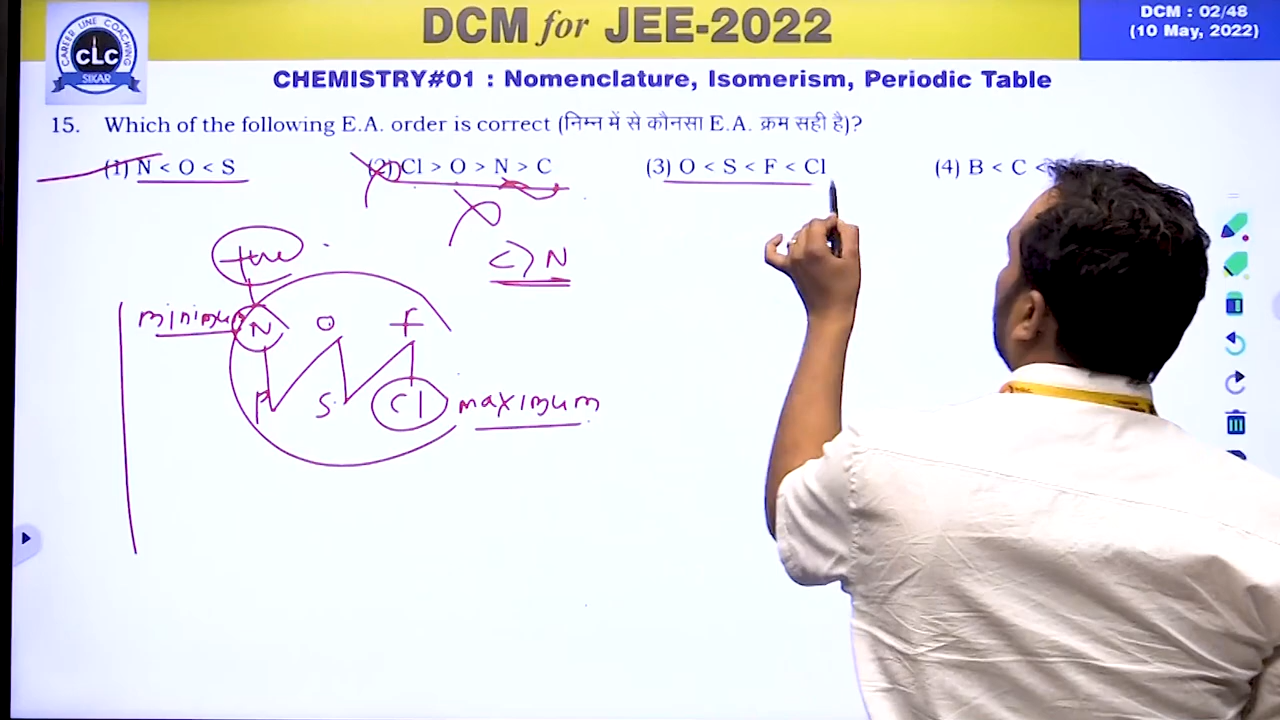 DCM for JEE-2022
DCM : 02/48
(10 May, 2022)
CAREER LINE COACHING
CLC
SIKAR
CHEMISTRY#01 : Nomenclature, Isomerism, Periodic Table
15. Which of the following E.A. order is correct (निम्न में से कौनसा E.A. क्रम सही है)?
(1) N < O < S (2) Cl > O > N > C (3) O < S < F < Cl (4) B < C <
+ve
C > N
minimum N O F
P S Cl maximum